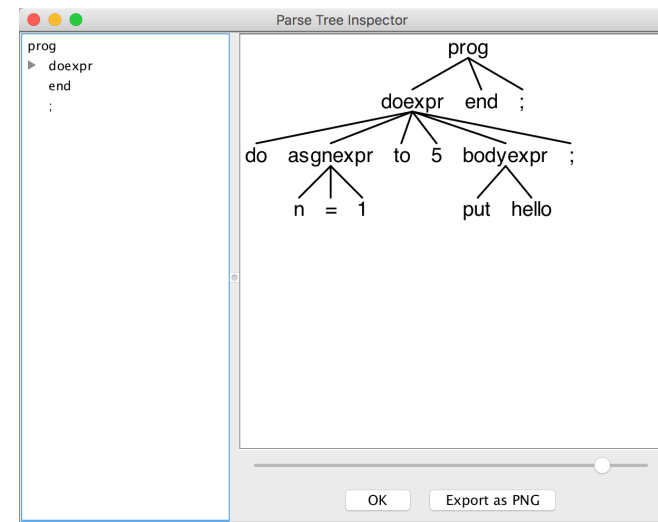 Parse Tree Inspector
prog
doexpr
end
;
prog
doexpr end ;
do asgnexpr to 5 bodyexpr ;
n = 1 put hello
OK Export as PNG